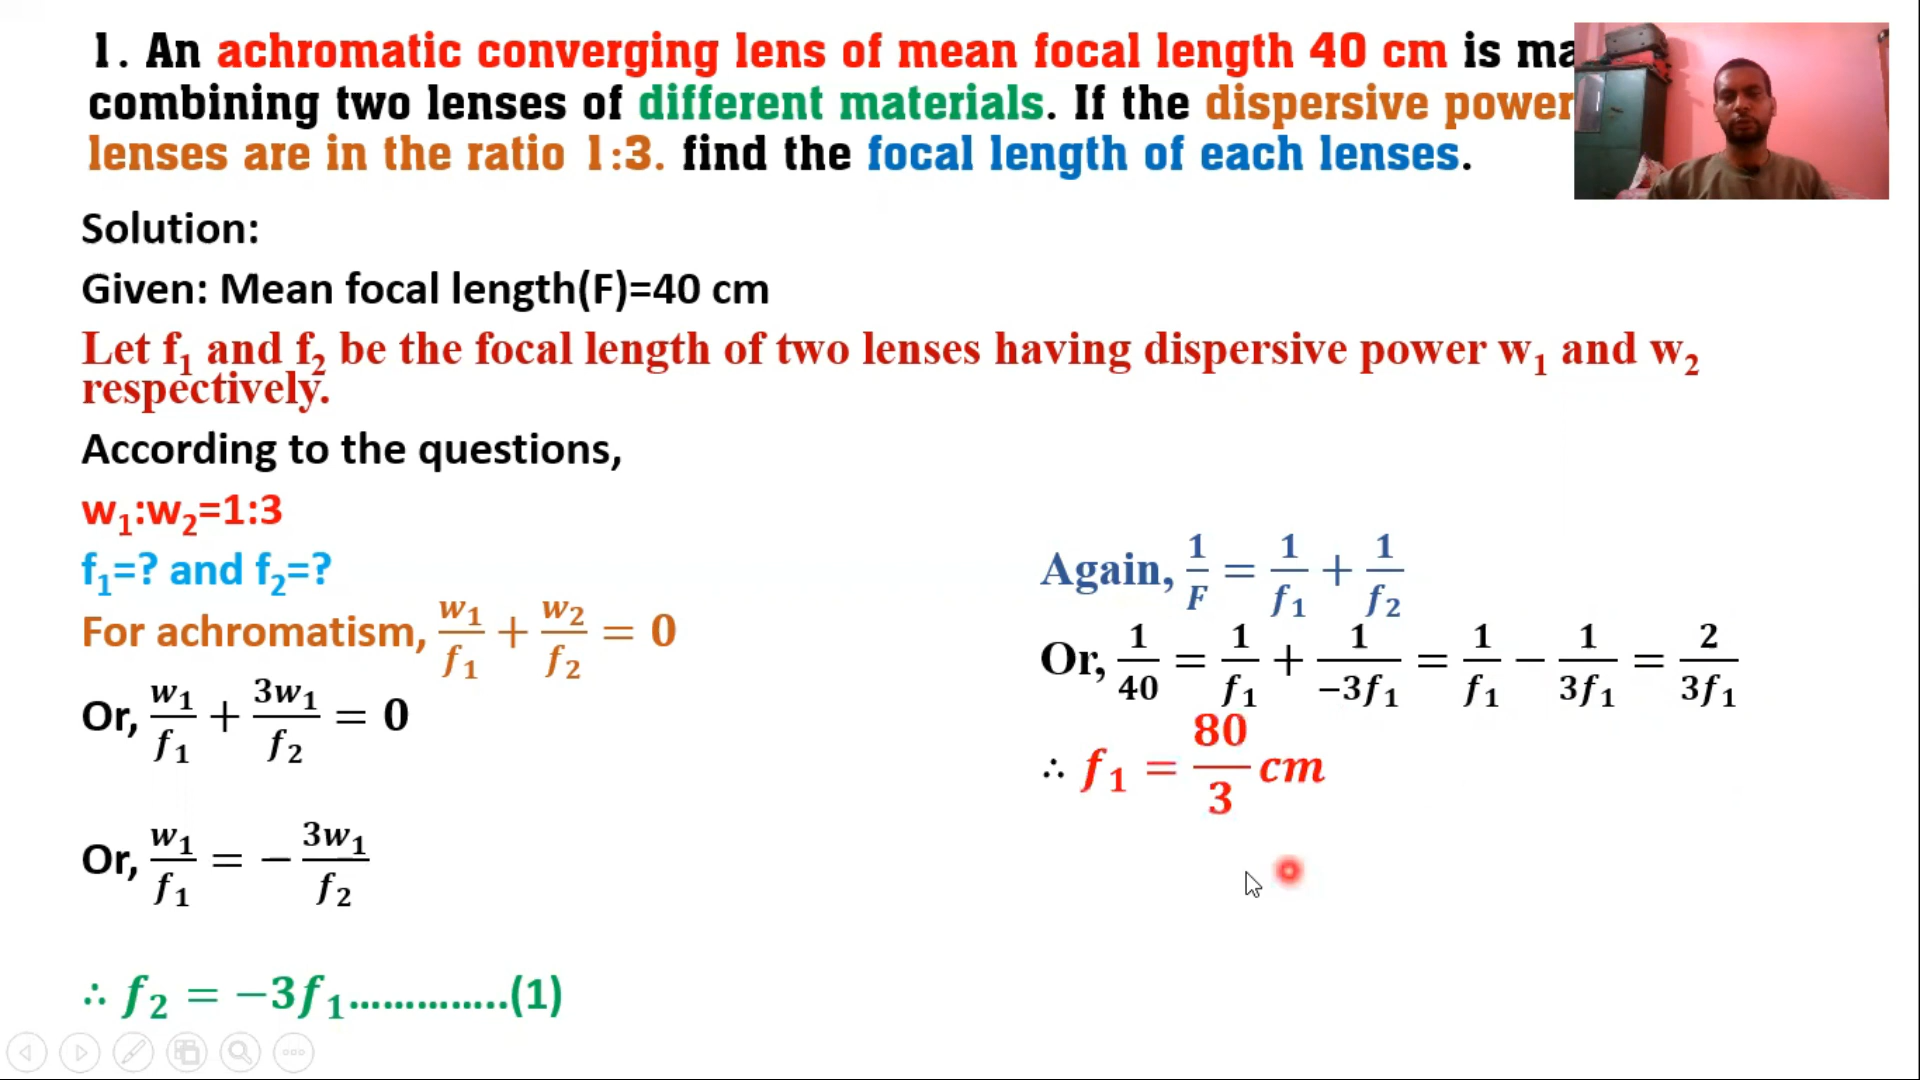 1. An achromatic converging lens of mean focal length 40 cm is
combining two lenses of different materials. If the dispersive power
lenses are in the ratio 1:3. find the focal length of each lenses.
Solution:
Given: Mean focal length(F)=40 cm
Let f₁ and f₂ be the focal length of two lenses having dispersive power w₁ and w₂
respectively.
According to the questions,
w₁:w₂=1:3
f₁=? and f₂=?
For achromatism, w₁/f₁ + w₂/f₂ = 0
Or, w₁/f₁ + 3w₁/f₂ = 0
Or, w₁/f₁ = − 3w₁/f₂
∴ f₂ = −3f₁..............(1)
Again, 1/F = 1/f₁ + 1/f₂
Or, 1/40 = 1/f₁ + 1/−3f₁ = 1/f₁ − 1/3f₁ = 2/3f₁
∴ f₁ = 80/3 cm